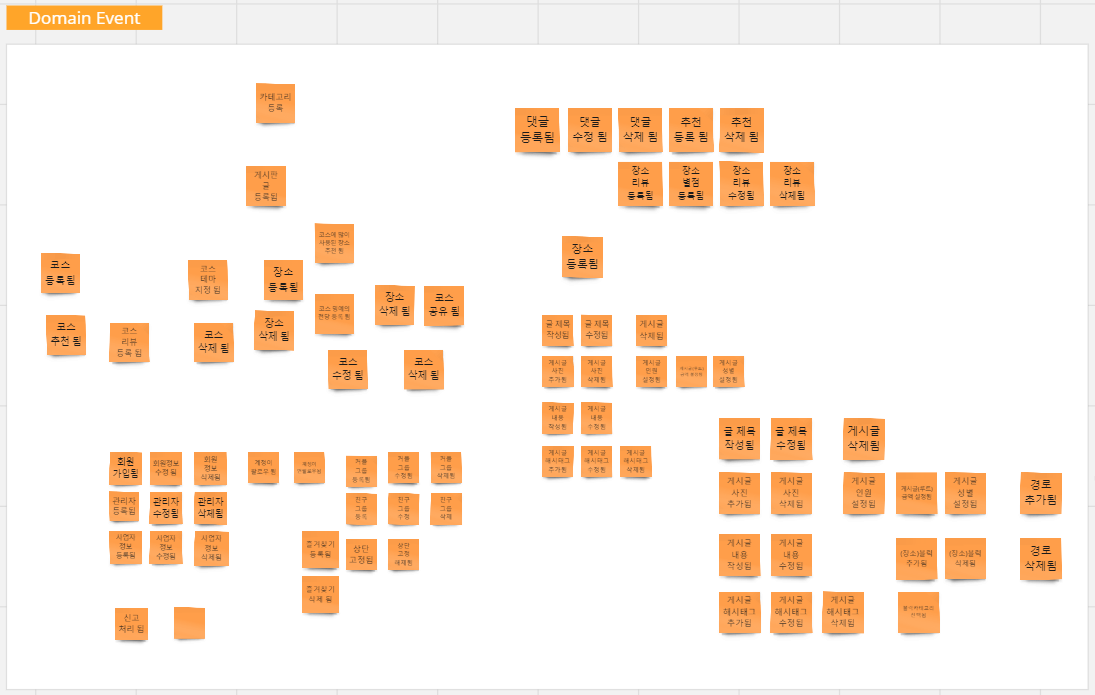 Domain Event
카테고리
등록
게시판
글
등록됨
코스에 많이
사용된 장소
추천 됨
코스
등록됨
코스
테마
지정 됨
장소
등록됨
장소
삭제 됨
코스
공유 됨
코스
추천 됨
코스
리뷰
등록 됨
코스
삭제 됨
장소
삭제 됨
코스
수정 됨
코스
삭제 됨
댓글
등록됨
댓글
수정 됨
댓글
삭제 됨
추천
등록 됨
추천
삭제 됨
장소
리뷰
등록됨
장소
별점
등록됨
장소
리뷰
수정됨
장소
리뷰
삭제됨
장소
등록됨
글 제목
작성됨
글 제목
수정됨
게시글
삭제됨
게시글
사진
추가됨
게시글
사진
삭제됨
게시글
인원
설정됨
게시글
성별
설정됨
게시글
내용
작성됨
게시글
내용
수정됨
게시글
해시태그
추가됨
게시글
해시태그
수정됨
게시글
해시태그
삭제됨
회원
가입됨
회원정보
수정 됨
회원
정보
삭제됨
계정이
팔로우 됨
커플
그룹
등록됨
커플
그룹
수정됨
커플
그룹
삭제됨
관리자
등록됨
관리자
수정됨
관리자
삭제됨
친구
그룹
등록
친구
그룹
수정
친구
그룹
삭제
사업자
정보
등록됨
사업자
정보
수정됨
사업자
정보
삭제됨
즐겨찾기
등록됨
상단
고정됨
상단
고정
해제됨
즐겨찾기
삭제 됨
신고
처리 됨
글 제목
작성됨
글 제목
수정됨
게시글
삭제됨
게시글
사진
추가됨
게시글
사진
삭제됨
게시글
인원
설정됨
게시글(루트)
금액 설정됨
게시글
성별
설정됨
경로
추가됨
게시글
내용
작성됨
게시글
내용
수정됨
(장소)블럭
추가됨
(장소)블럭
삭제됨
경로
삭제됨
게시글
해시태그
추가됨
게시글
해시태그
수정됨
게시글
해시태그
삭제됨